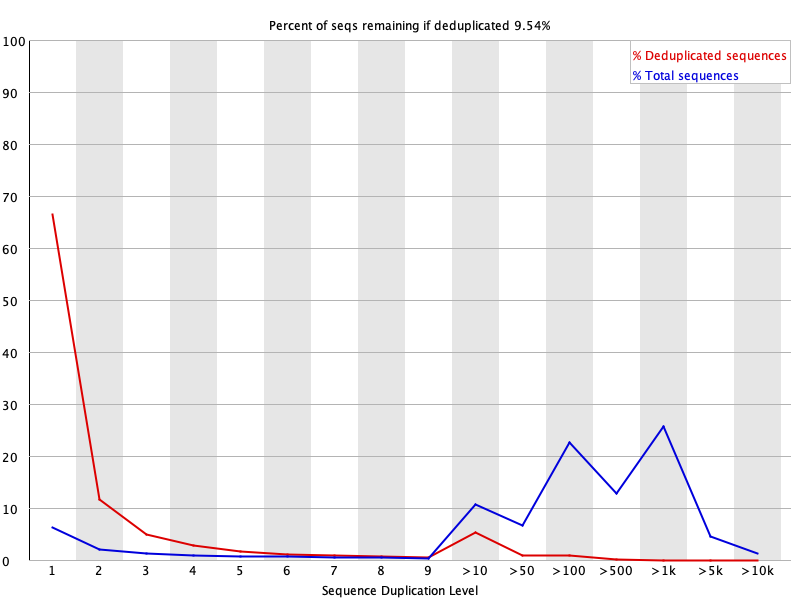 Percent of seqs remaining if deduplicated 9.54%
% Deduplicated sequences
% Total sequences
100
90
80
70
60
50
40
30
20
10
0
1 2 3 4 5 6 7 8 9 >10 >50 >100 >500 >1k >5k >10k
Sequence Duplication Level